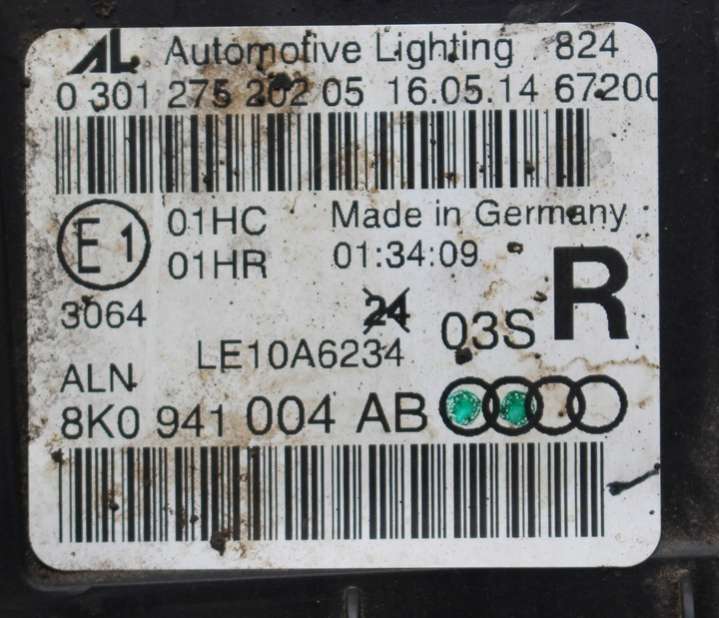 AL Automotive Lighting 824
0 301 275 202 05 16.05.14 67200
E1 01HC Made in Germany
01HR 01:34:09 R
3064 24 03S
LE10A6234
ALN
8K0 941 004 AB